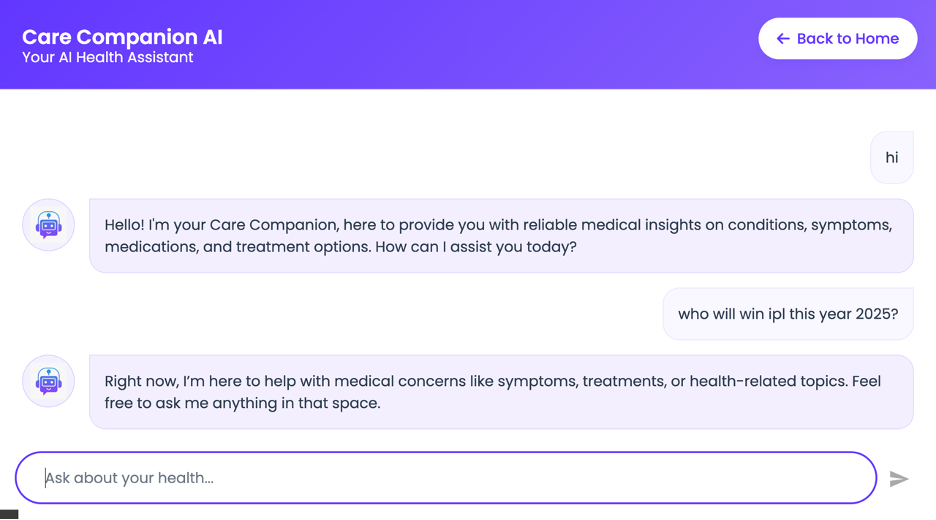 Care Companion AI
Your AI Health Assistant
← Back to Home
hi
Hello! I'm your Care Companion, here to provide you with reliable medical insights on conditions, symptoms,
medications, and treatment options. How can I assist you today?
who will win ipl this year 2025?
Right now, I’m here to help with medical concerns like symptoms, treatments, or health-related topics. Feel
free to ask me anything in that space.
Ask about your health...